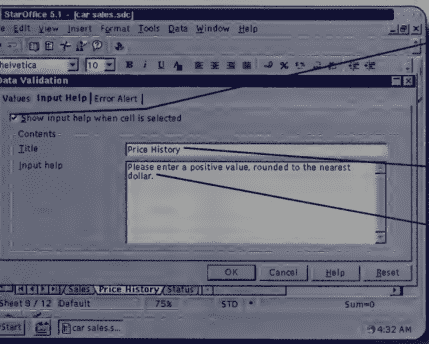 StarOffice 5.1 - [car sales.sdc]
Edit View Insert Format Tools Data Window Help
Helvetica 10 B i U A
Data Validation
Values Input Help Error Alert
Show input help when cell is selected
Contents
Title Price History
Input help Please enter a positive value, rounded to the nearest
dollar.
OK Cancel Help Reset
Sales Price History Status
Sheet 8 / 12 Default 75% STD * Sum=0
Start car sales.s... 4:32 AM